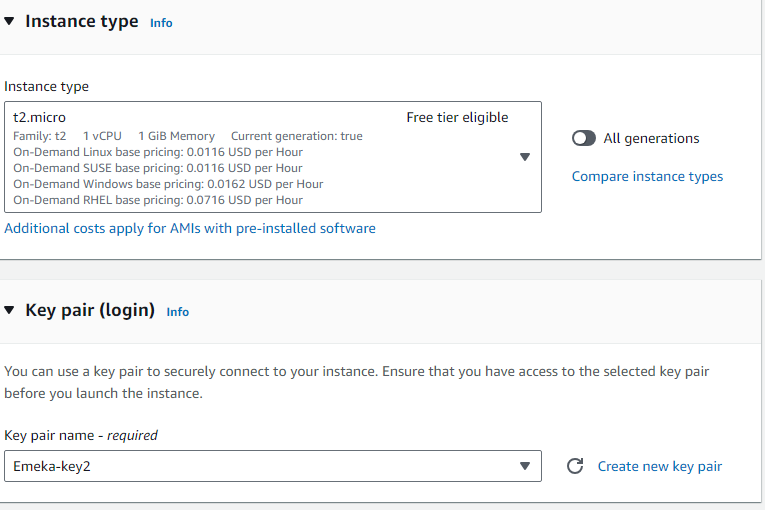 Instance type Info
Instance type
t2.micro Free tier eligible
Family: t2 1 vCPU 1 GiB Memory Current generation: true
On-Demand Linux base pricing: 0.0116 USD per Hour
On-Demand SUSE base pricing: 0.0116 USD per Hour
On-Demand Windows base pricing: 0.0162 USD per Hour
On-Demand RHEL base pricing: 0.0716 USD per Hour
All generations
Compare instance types
Additional costs apply for AMIs with pre-installed software
Key pair (login) Info
You can use a key pair to securely connect to your instance. Ensure that you have access to the selected key pair
before you launch the instance.
Key pair name - required
Emeka-key2
Create new key pair